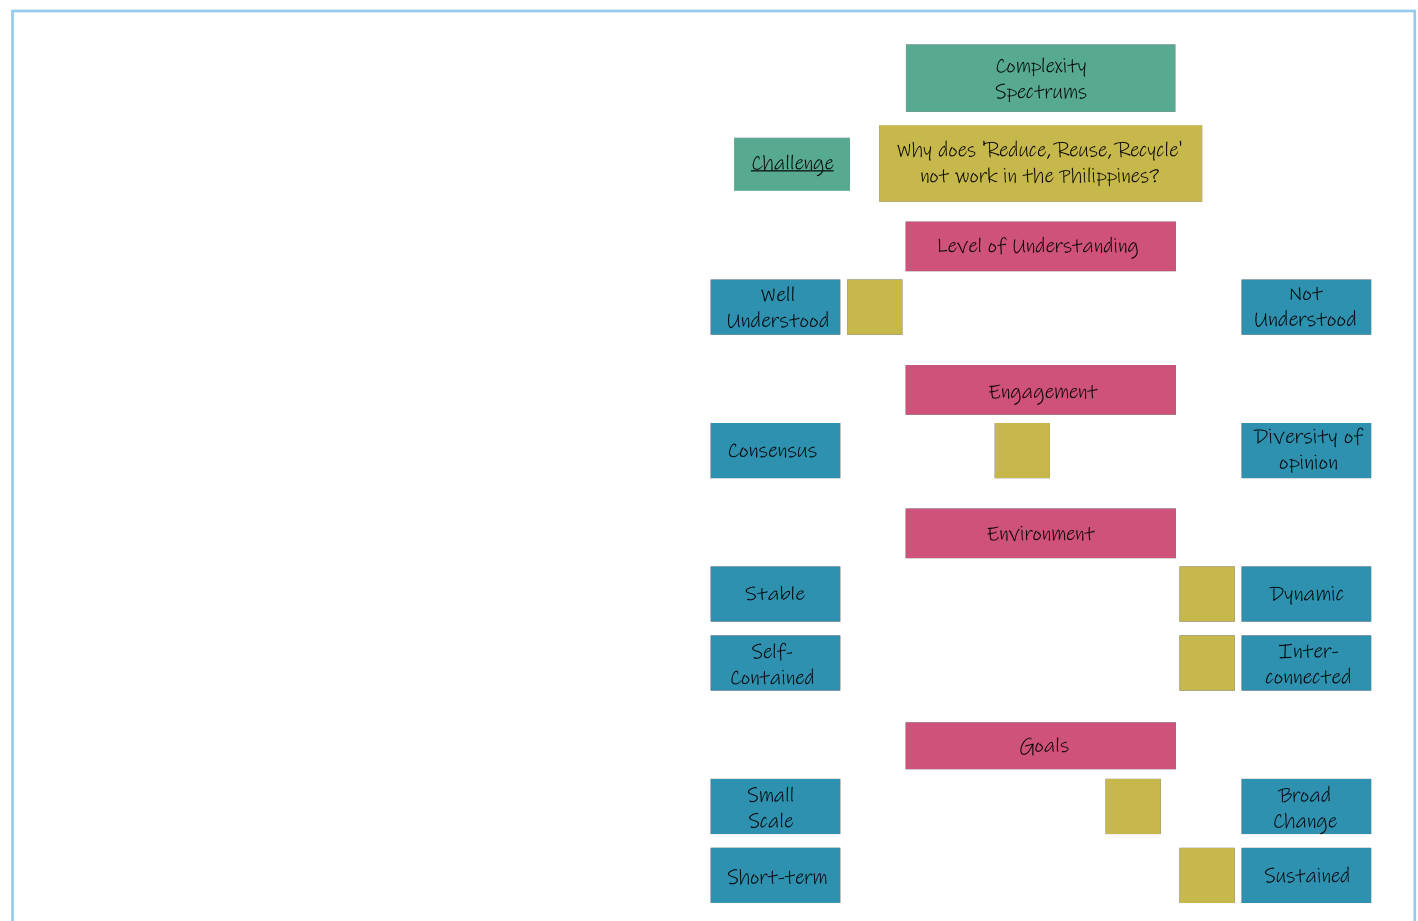 Complexity
Spectrums
Challenge
Why does 'Reduce, Reuse, Recycle'
not work in the Philippines?
Level of Understanding
Well
Understood
Not
Understood
Engagement
Consensus
Diversity of
opinion
Environment
Stable
Dynamic
Self-
Contained
Inter-
connected
Goals
Small
Scale
Broad
Change
Short-term
Sustained